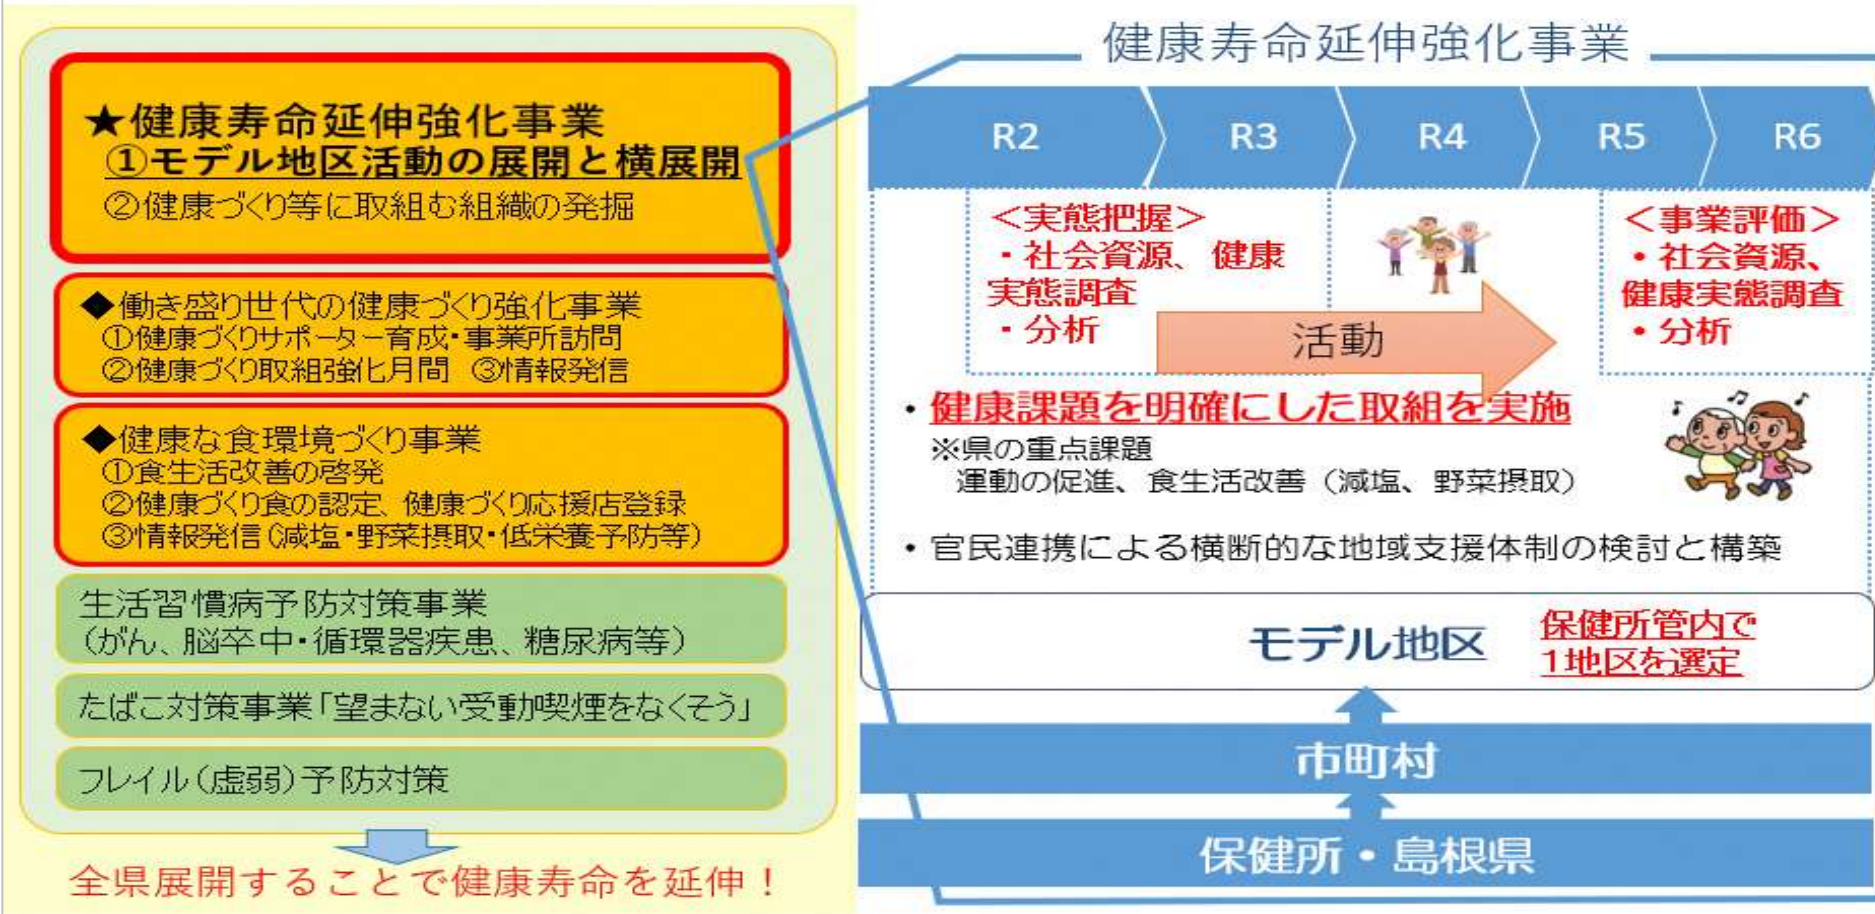 ★健康寿命延伸強化事業
①モデル地区活動の展開と横展開
②健康づくり等に取組む組織の発掘
◆働き盛り世代の健康づくり強化事業
①健康づくりサポーター育成・事業所訪問
②健康づくり取組強化月間 ③情報発信
◆健康な食環境づくり事業
①食生活改善の啓発
②健康づくり食の認定、健康づくり応援店登録
③情報発信(減塩・野菜摂取・低栄養予防等)
生活習慣病予防対策事業
(がん、脳卒中・循環器疾患、糖尿病等)
たばこ対策事業「望まない受動喫煙をなくそう」
フレイル(虚弱)予防対策
全県展開することで健康寿命を延伸！
健康寿命延伸強化事業
R2 R3 R4 R5 R6
＜実態把握＞
・社会資源、健康
実態調査
・分析
活動
＜事業評価＞
・社会資源、
健康実態調査
・分析
・健康課題を明確にした取組を実施
※県の重点課題
運動の促進、食生活改善（減塩、野菜摂取）
・官民連携による横断的な地域支援体制の検討と構築
モデル地区
保健所管内で
1地区を選定
市町村
保健所・島根県